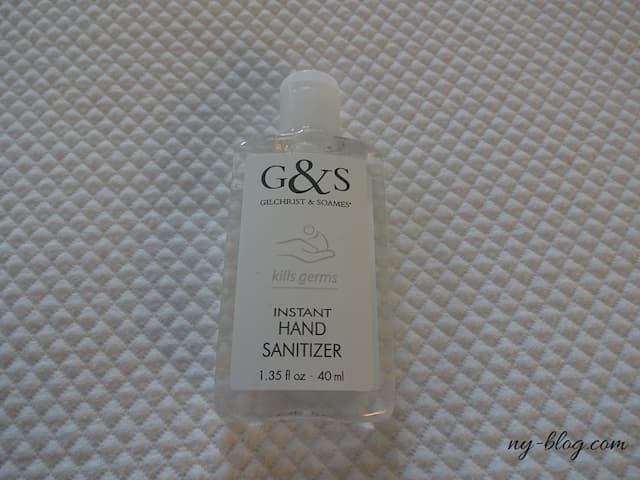 G&S
GILCHRIST & SOAMES®
kills germs
INSTANT
HAND
SANITIZER
1.35 fl oz - 40 ml
ny-blog.com